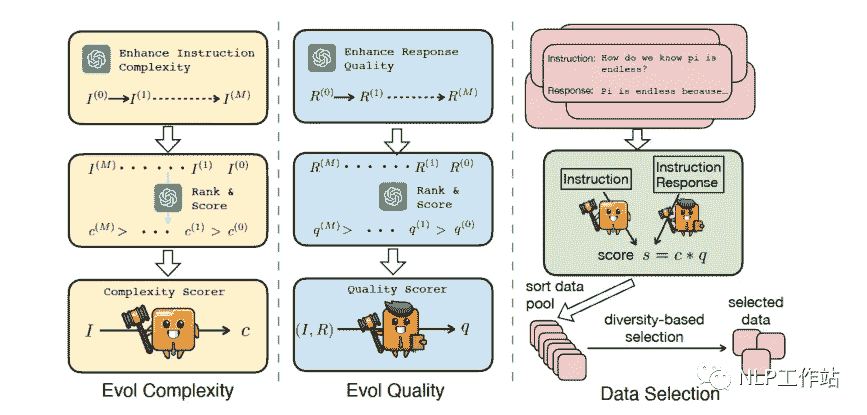 Enhance Instruction
Complexity
I^(0) → I^(1) → I^(M)
I^(M) · · · · · · I^(1) I^(0)
Rank &
Score
c^(M) > · · · · c^(1) > c^(0)
Complexity Scorer
I → c
Evol Complexity
Enhance Response
Quality
R^(0) → R^(1) → R^(M)
R^(M) · · · · · · R^(1) R^(0)
Rank &
Score
q^(M) > · · · · q^(1) > q^(0)
Quality Scorer
(I, R) → q
Evol Quality
Instruction: How do we know pi is
endless?
Response: Pi is endless because…
Instruction
Instruction
Response
score s = c * q
sort data
pool
diversity-based
selection
selected
data
Data Selection
NLP工作站